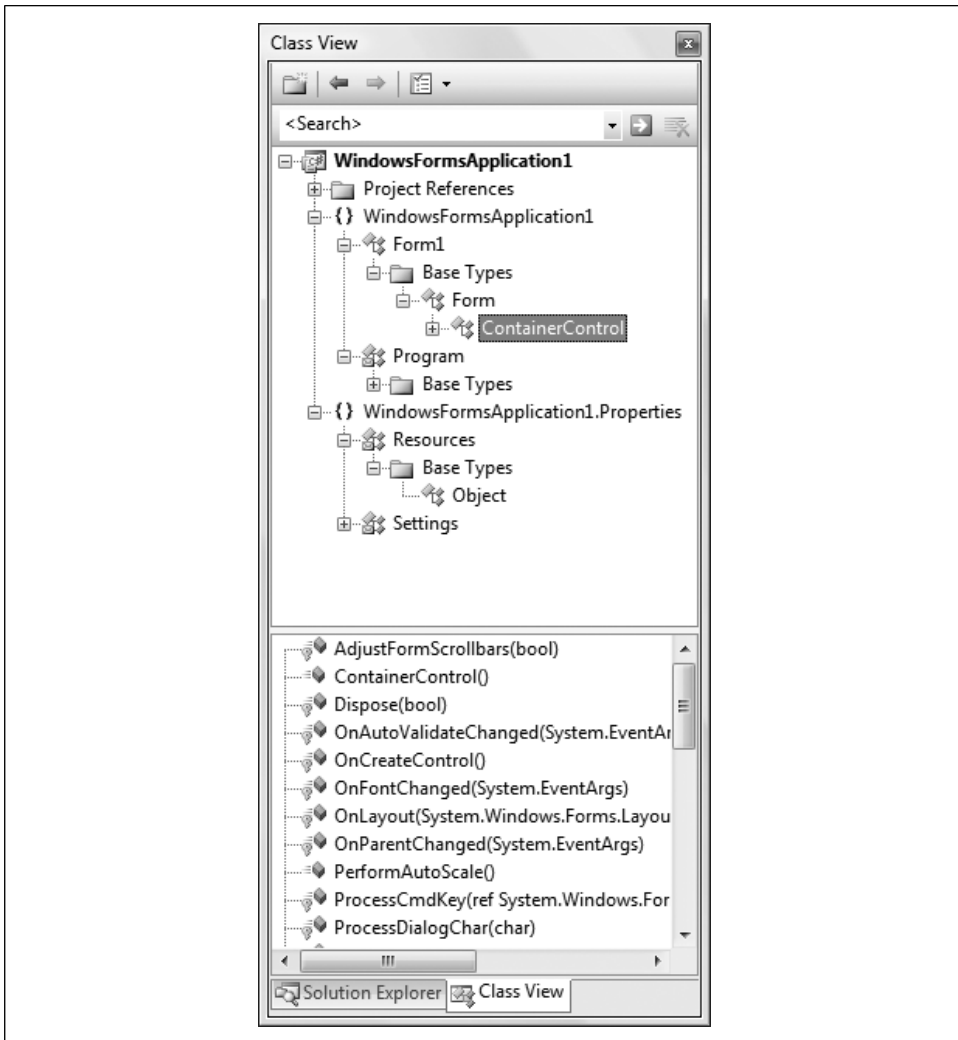 Class View
<Search>
WindowsFormsApplication1
Project References
{} WindowsFormsApplication1
Form1
Base Types
Form
ContainerControl
Program
Base Types
{} WindowsFormsApplication1.Properties
Resources
Base Types
Object
Settings
AdjustFormScrollbars(bool)
ContainerControl()
Dispose(bool)
OnAutoValidateChanged(System.EventAr
OnCreateControl()
OnFontChanged(System.EventArgs)
OnLayout(System.Windows.Forms.Layou
OnParentChanged(System.EventArgs)
PerformAutoScale()
ProcessCmdKey(ref System.Windows.For
ProcessDialogChar(char)
Solution Explorer Class View